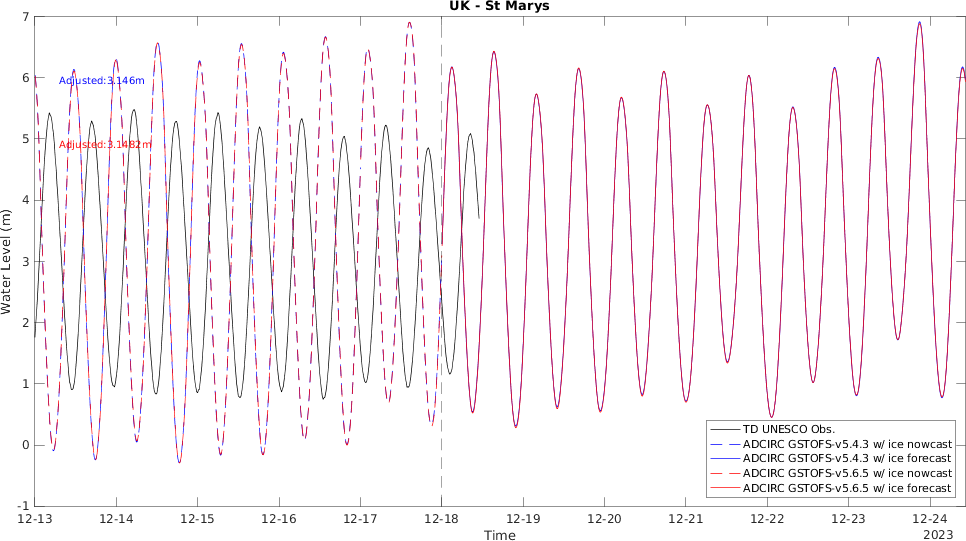 UK - St Marys
7
6
5
4
3
2
1
0
-1
Water Level (m)
Adjusted:3.146m
Adjusted:3.1482m
TD UNESCO Obs.
ADCIRC GSTOFS-v5.4.3 w/ ice nowcast
ADCIRC GSTOFS-v5.4.3 w/ ice forecast
ADCIRC GSTOFS-v5.6.5 w/ ice nowcast
ADCIRC GSTOFS-v5.6.5 w/ ice forecast
12-13 12-14 12-15 12-16 12-17 12-18 12-19 12-20 12-21 12-22 12-23 12-24
Time
2023